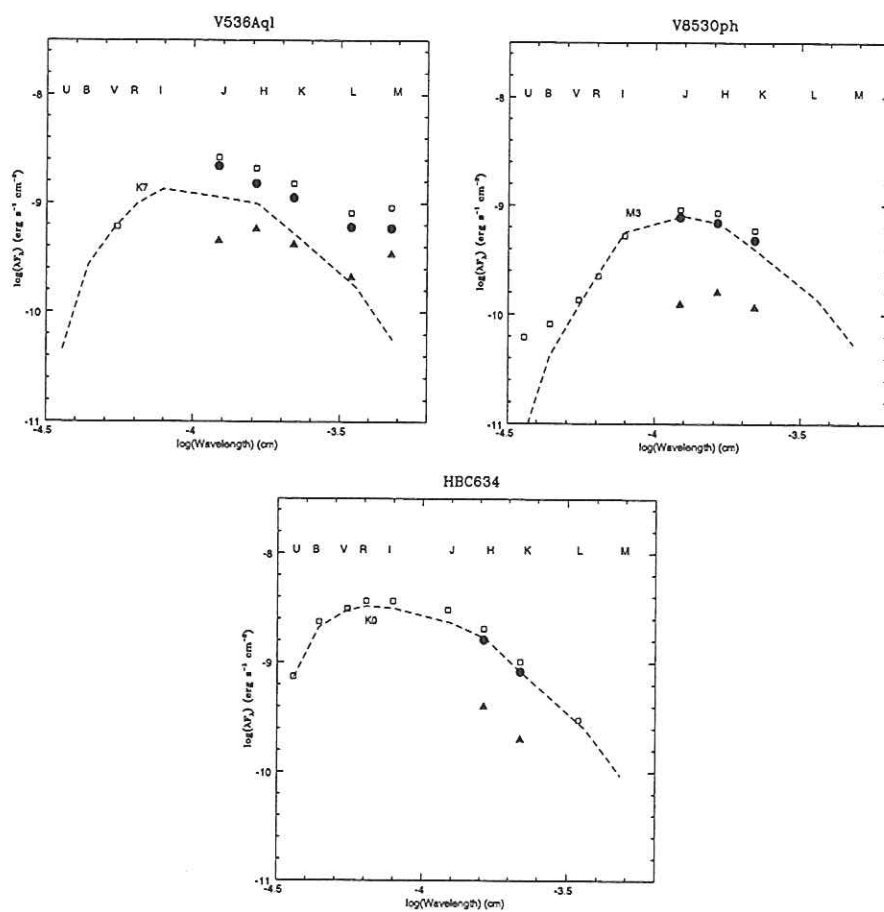 V536Aql
-8
-9
-10
-11
log(λFλ) (erg s⁻¹ cm⁻²)
U B V R I J H K L M
K7
-4.5 -4 -3.5
log(Wavelength) (cm)
V853Oph
-8
-9
-10
-11
log(λFλ) (erg s⁻¹ cm⁻²)
U B V R I J H K L M
M3
-4.5 -4 -3.5
log(Wavelength) (cm)
HBC634
-8
-9
-10
-11
log(λFλ) (erg s⁻¹ cm⁻²)
U B V R I J H K L M
K0
-4.5 -4 -3.5
log(Wavelength) (cm)